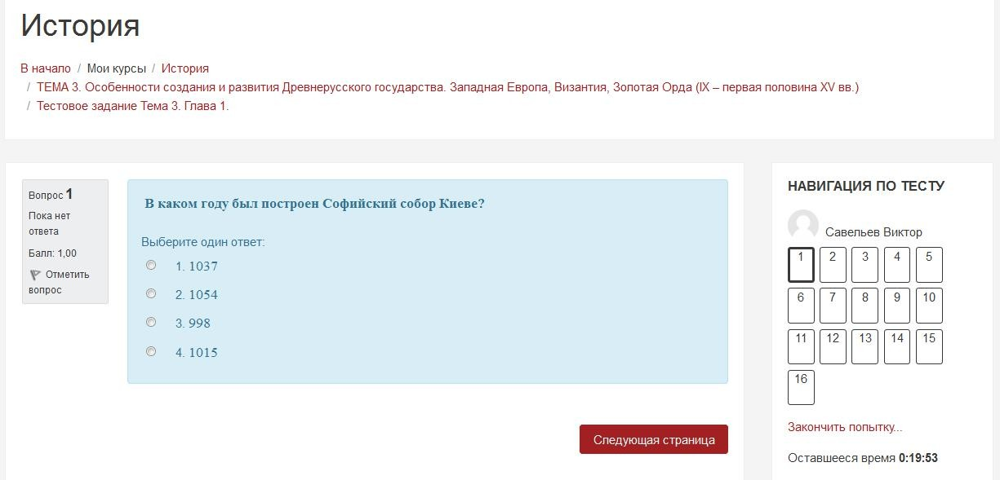 История
В начало / Мои курсы / История
/ ТЕМА 3. Особенности создания и развития Древнерусского государства. Западная Европа, Византия, Золотая Орда (IX – первая половина XV вв.)
/ Тестовое задание Тема 3. Глава 1.
Вопрос 1
Пока нет
ответа
Балл: 1,00
Отметить
вопрос
В каком году был построен Софийский собор Киеве?
Выберите один ответ:
1. 1037
2. 1054
3. 998
4. 1015
Следующая страница
НАВИГАЦИЯ ПО ТЕСТУ
Савельев Виктор
1 2 3 4 5
6 7 8 9 10
11 12 13 14 15
16
Закончить попытку...
Оставшееся время 0:19:53